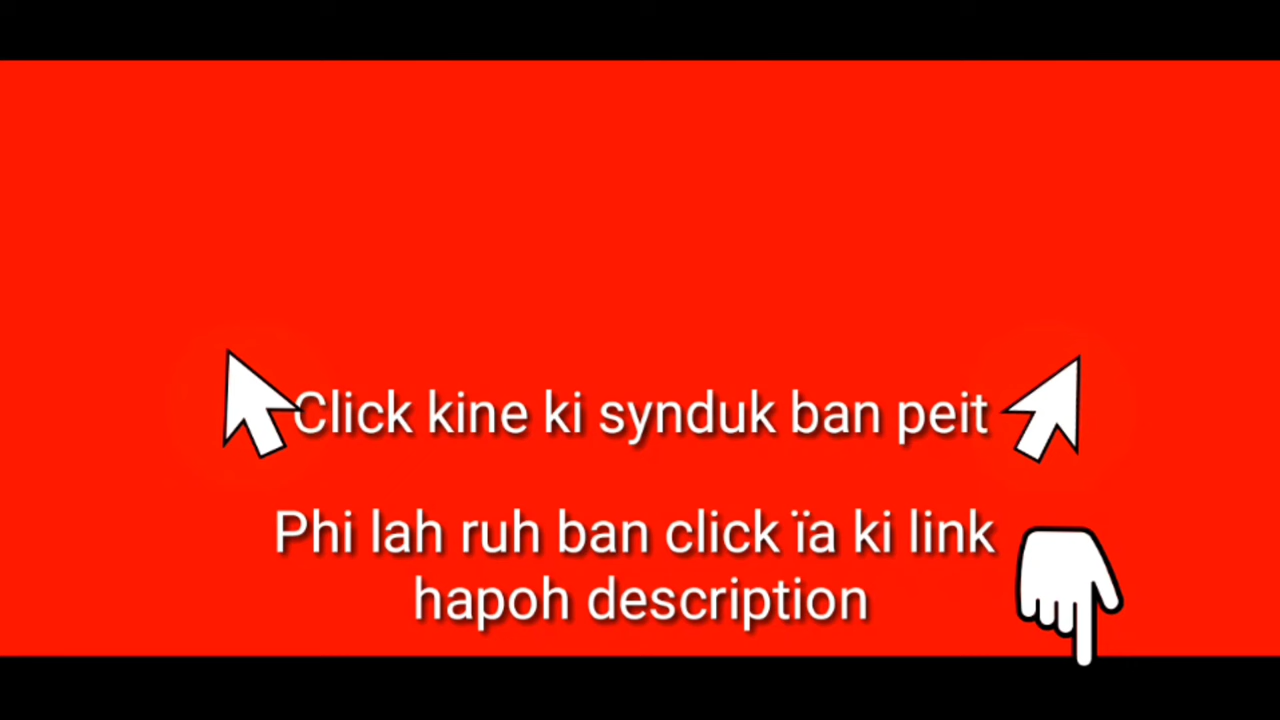 Click kine ki synduk ban peit
Phi lah ruh ban click ïa ki link
hapoh description